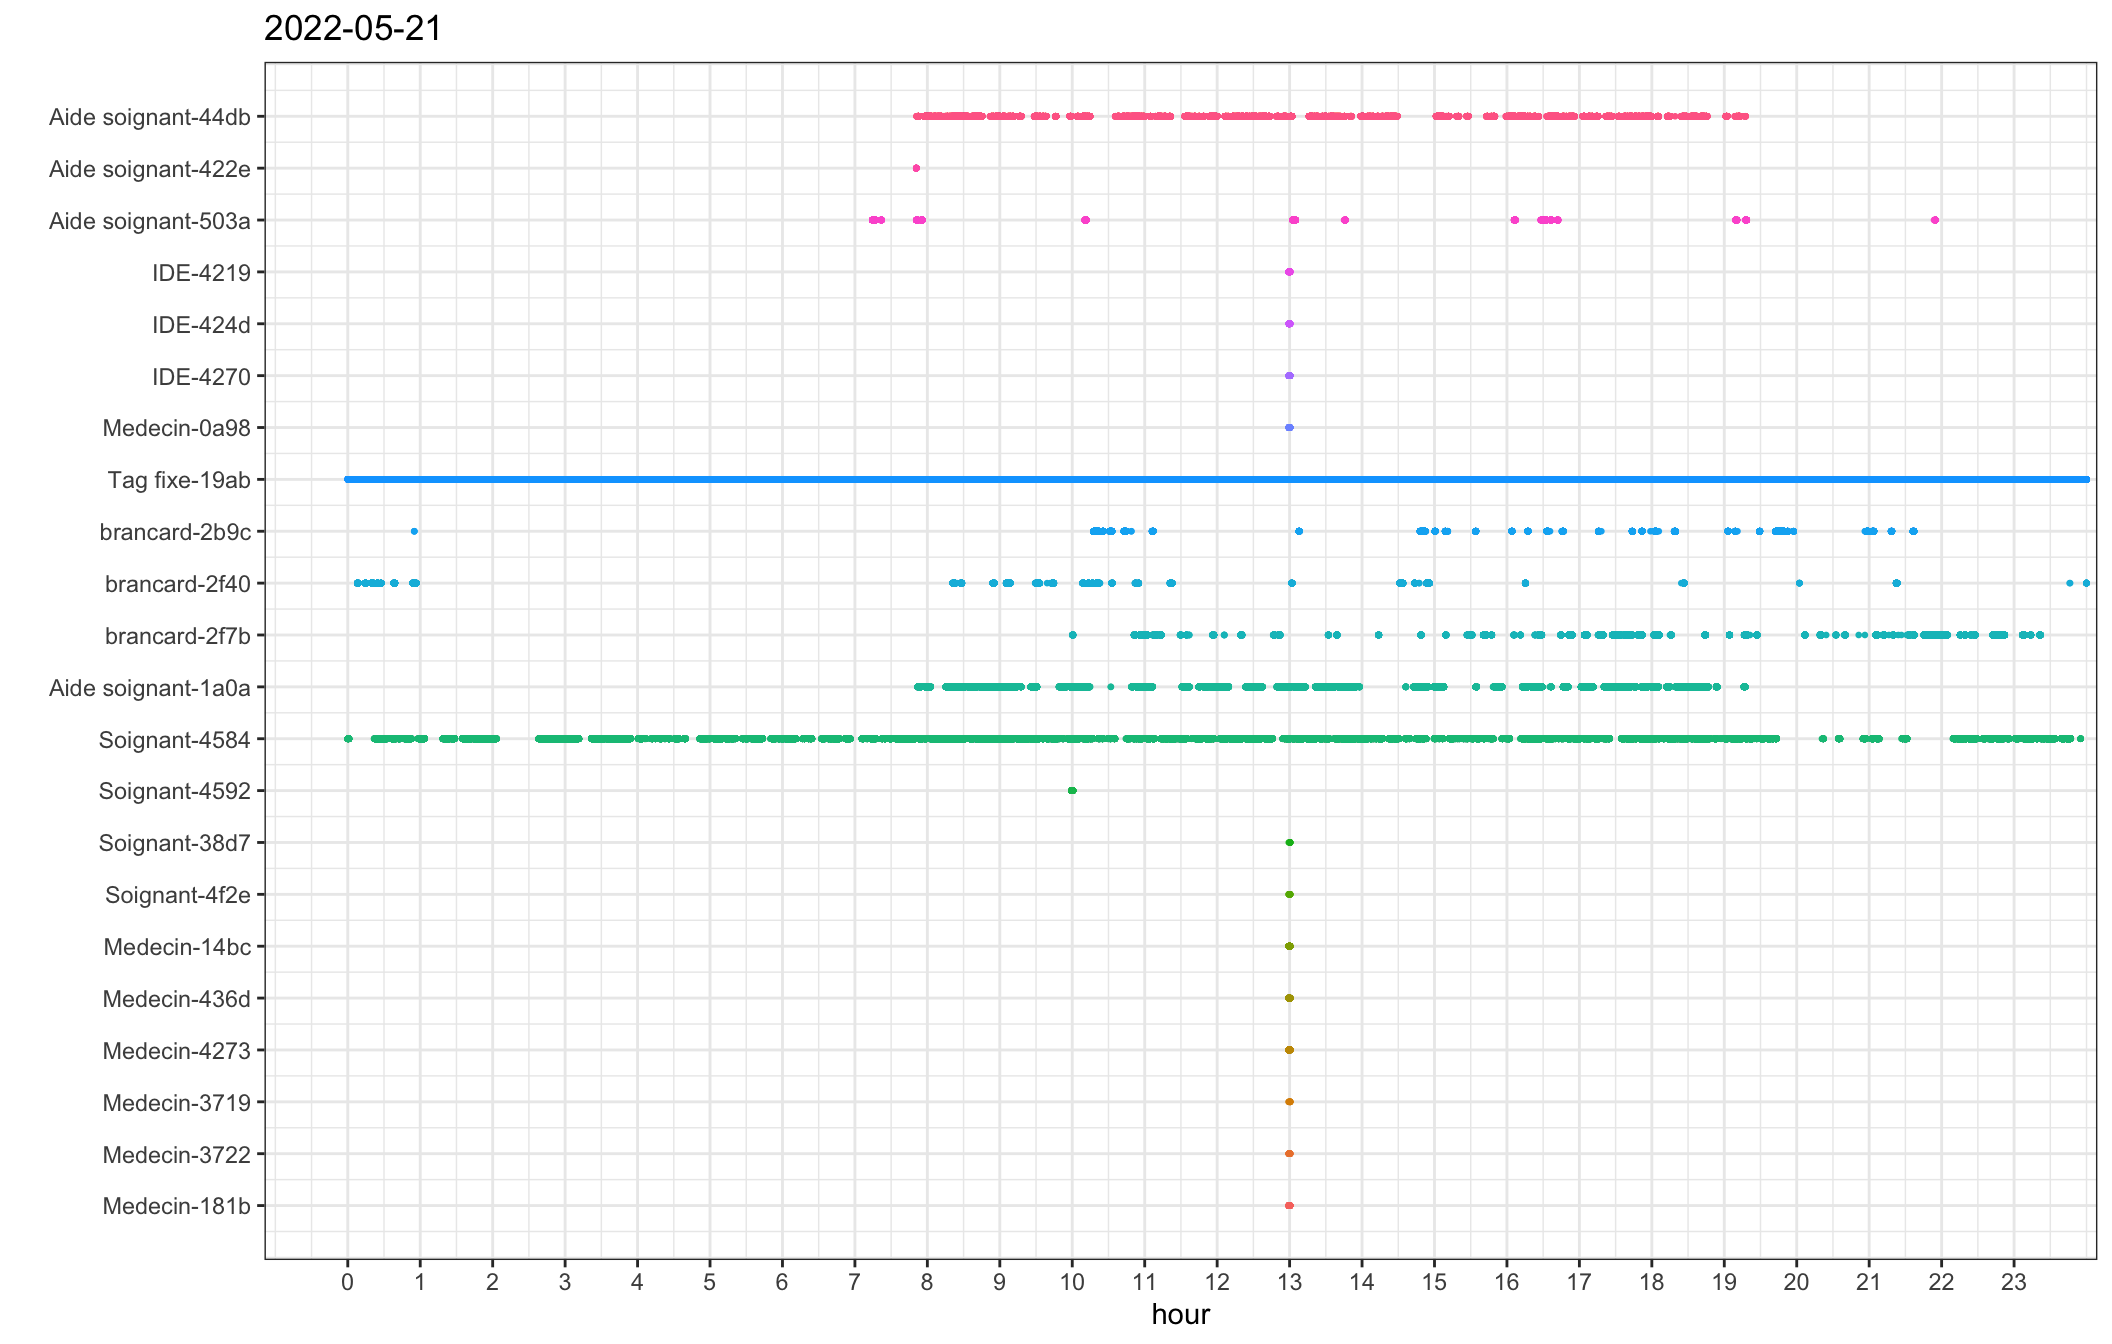 2022-05-21
Aide soignant-44db
Aide soignant-422e
Aide soignant-503a
IDE-4219
IDE-424d
IDE-4270
Medecin-0a98
Tag fixe-19ab
brancard-2b9c
brancard-2f40
brancard-2f7b
Aide soignant-1a0a
Soignant-4584
Soignant-4592
Soignant-38d7
Soignant-4f2e
Medecin-14bc
Medecin-436d
Medecin-4273
Medecin-3719
Medecin-3722
Medecin-181b
0 1 2 3 4 5 6 7 8 9 10 11 12 13 14 15 16 17 18 19 20 21 22 23
hour